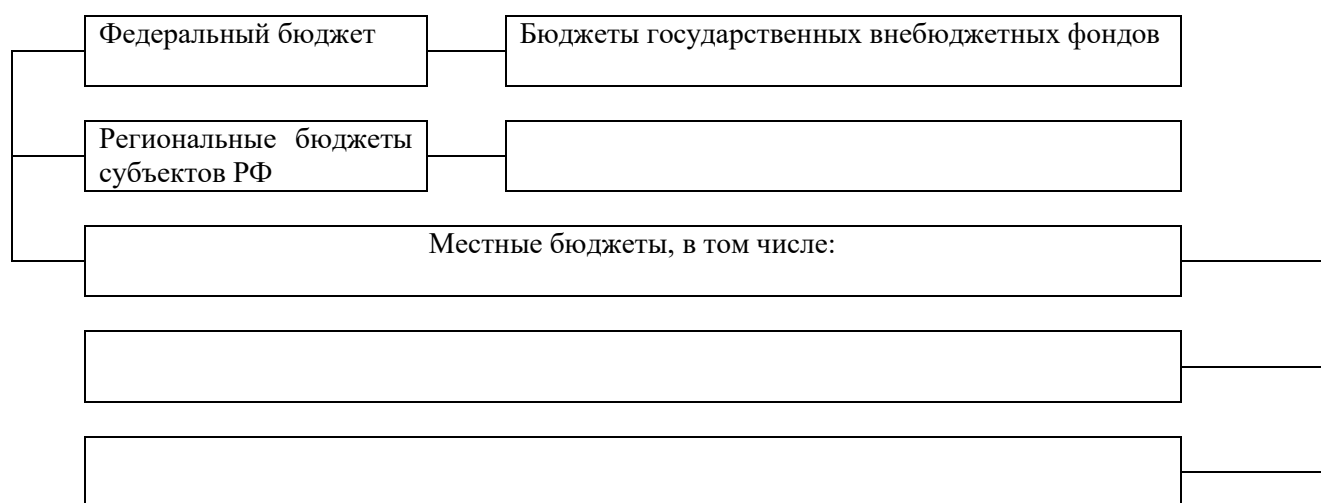 Федеральный бюджет
Бюджеты государственных внебюджетных фондов
Региональные бюджеты
субъектов РФ
Местные бюджеты, в том числе: